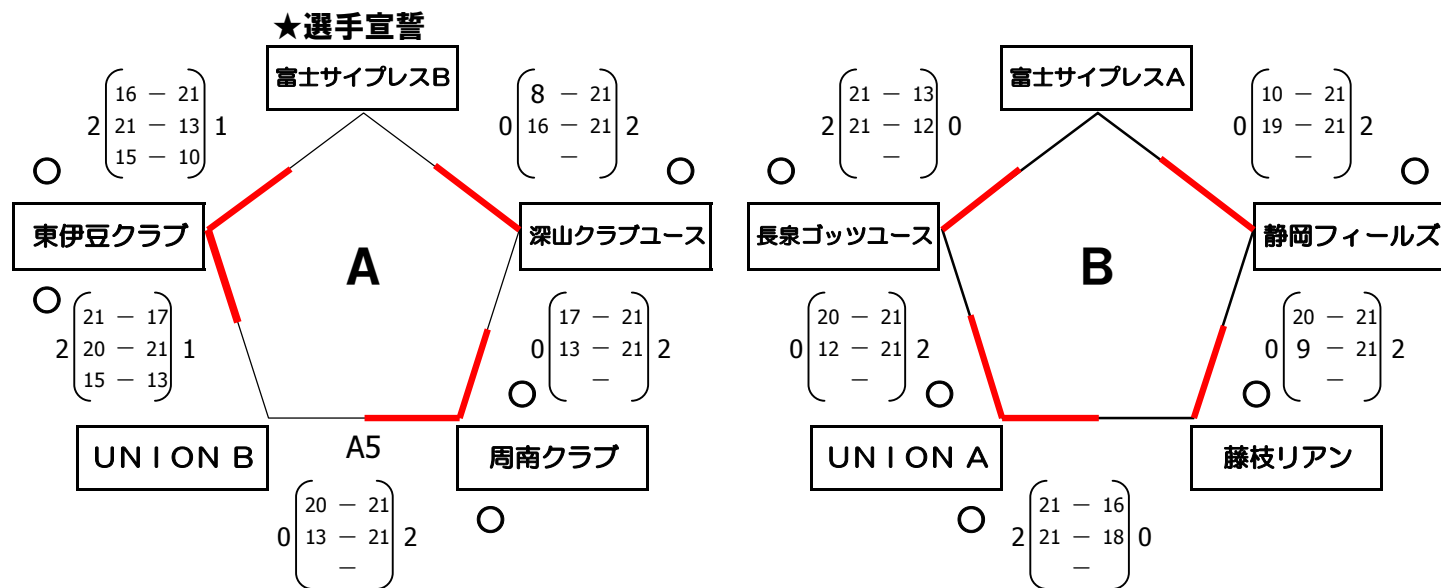 ★選手宣誓
富士サイプレスB
2 16 － 21 1
21 － 13
15 － 10
0 8 － 21 2
16 － 21
－
○
○
東伊豆クラブ
A
深山クラブユース
○
2 21 － 17 1
20 － 21
15 － 13
0 17 － 21 2
13 － 21
－
○
UNION B
A5
周南クラブ
0 20 － 21 2
13 － 21
－
○
富士サイプレスA
2 21 － 13 0
21 － 12
－
0 10 － 21 2
19 － 21
－
○
○
長泉ゴッツユース
B
静岡フィールズ
0 20 － 21 2
12 － 21
－
0 20 － 21 2
9 － 21
－
○
○
UNION A
藤枝リアン
○
2 21 － 16 0
21 － 18
－